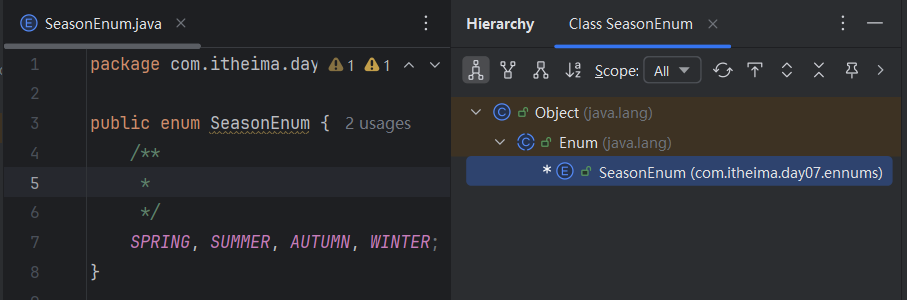 SeasonEnum.java
1 package com.itheima.day 1 1
2
3 public enum SeasonEnum { 2 usages
4 /**
5 *
6 */
7 SPRING, SUMMER, AUTUMN, WINTER;
8 }
Hierarchy Class SeasonEnum
Scope: All
Object (java.lang)
Enum (java.lang)
* SeasonEnum (com.itheima.day07.ennums)